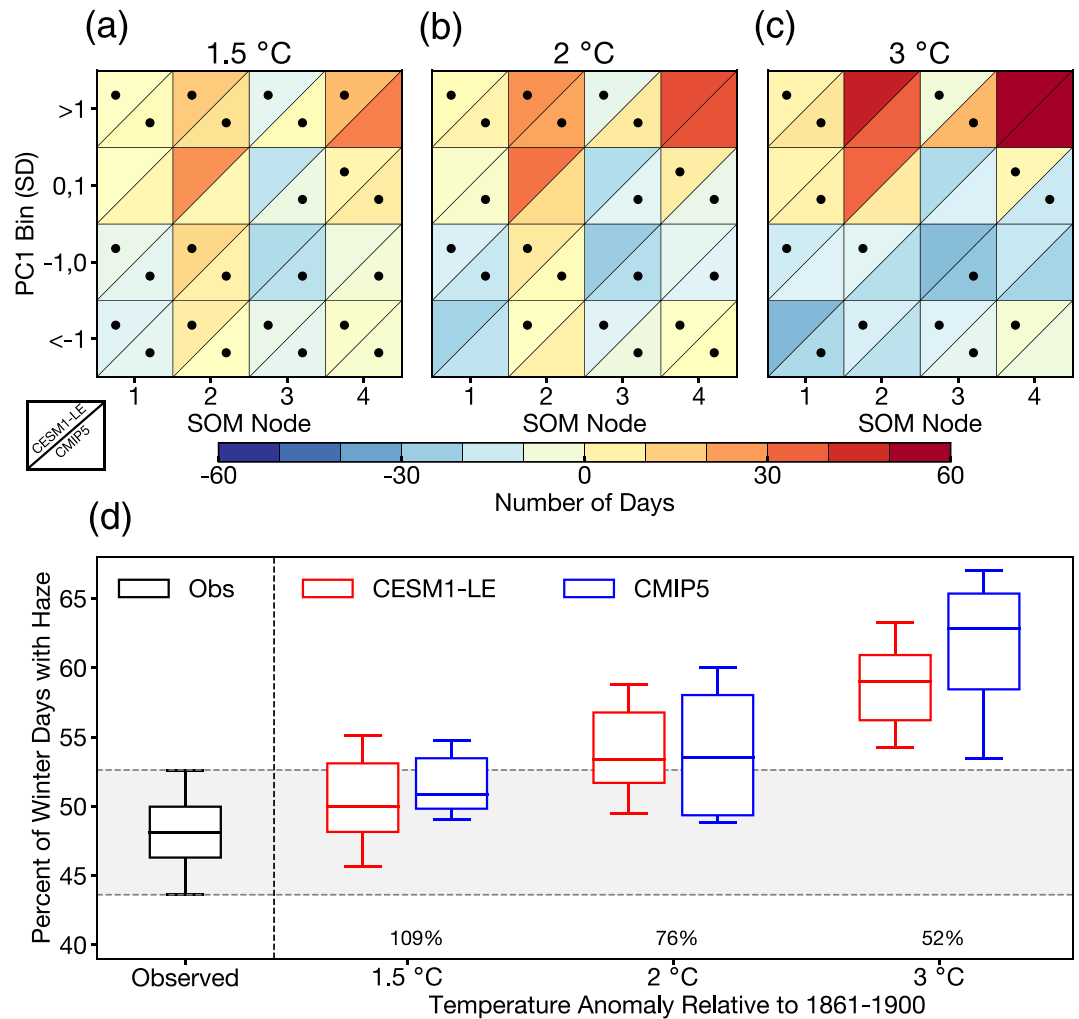 (a) (b) (c)
1.5 °C 2 °C 3 °C
>1
0,1
-1,0
<-1
PC1 Bin (SD)
1 2 3 4 1 2 3 4 1 2 3 4
SOM Node SOM Node SOM Node
CESM1-LE
CMIP5
-60 -30 0 30 60
Number of Days
(d)
Obs CESM1-LE CMIP5
65
60
55
50
45
40
Percent of Winter Days with Haze
109% 76% 52%
Observed 1.5 °C 2 °C 3 °C
Temperature Anomaly Relative to 1861-1900